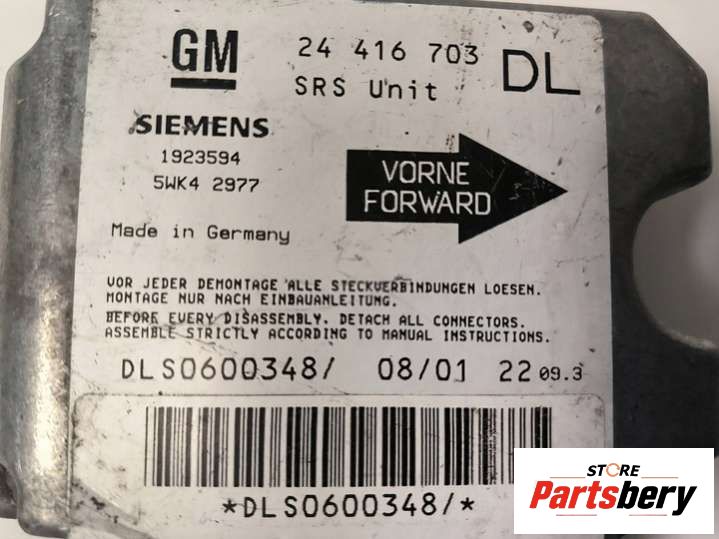 GM
24 416 703
DL
SRS Unit
SIEMENS
1923594
5WK4 2977
VORNE
FORWARD
Made in Germany
VOR JEDER DEMONTAGE ALLE STECKVERBINDUNGEN LOESEN.
MONTAGE NUR NACH EINBAUANLEITUNG.
BEFORE EVERY DISASSEMBLY, DETACH ALL CONNECTORS.
ASSEMBLE STRICTLY ACCORDING TO MANUAL INSTRUCTIONS.
DLS0600348/ 08/01 22 09.3
*DLS0600348/*
STORE
Partsbery